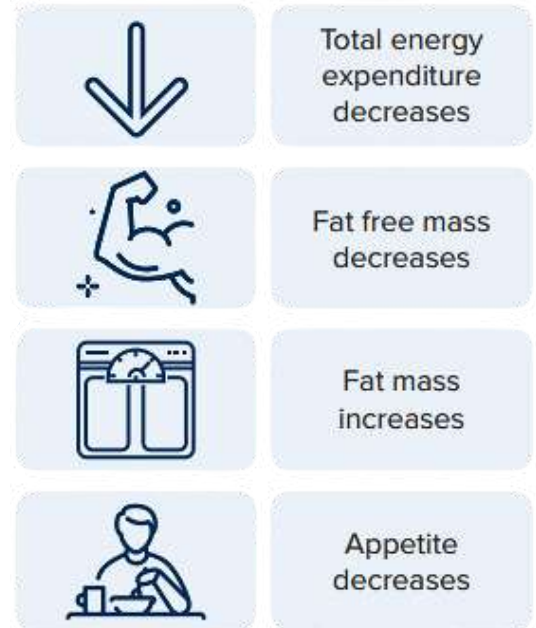 Total energy
expenditure
decreases
Fat free mass
decreases
Fat mass
increases
Appetite
decreases